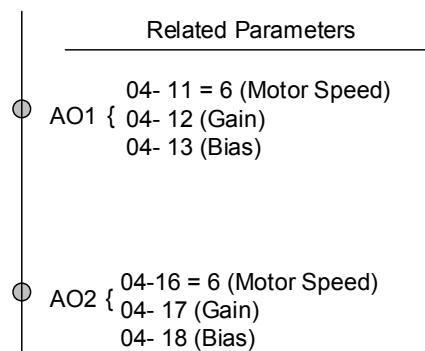 Related Parameters
04- 11 = 6 (Motor Speed)
AO1 { 04- 12 (Gain)
04- 13 (Bias)
04-16 = 6 (Motor Speed)
AO2 { 04- 17 (Gain)
04- 18 (Bias)